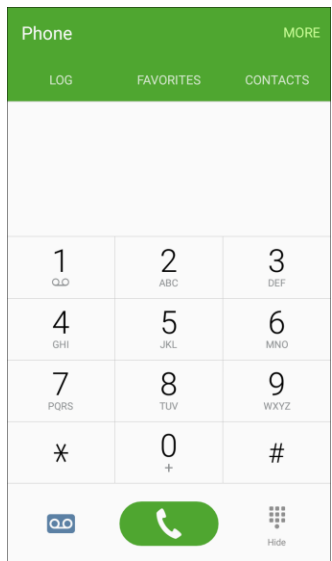 Phone MORE
LOG FAVORITES CONTACTS
1 2 3
ABC DEF
4 5 6
GHI JKL MNO
7 8 9
PQRS TUV WXYZ
* 0 #
+
Hide